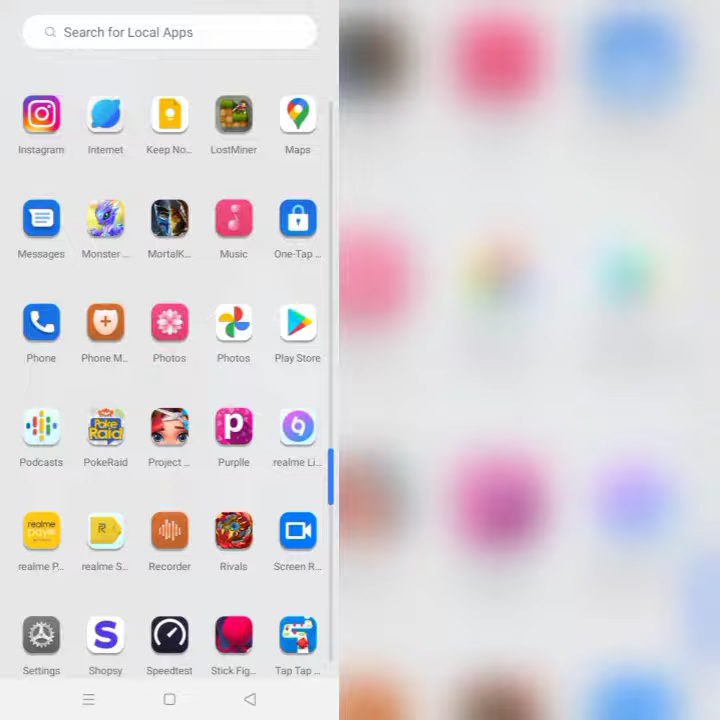 Search for Local Apps
Instagram Internet Keep No... LostMiner Maps
Messages Monster ... MortalK... Music One-Tap ...
Phone Phone M... Photos Photos Play Store
Podcasts PokeRaid Project ... Purplle realme Li...
realme P... realme S... Recorder Rivals Screen R...
Settings Shopsy Speedtest Stick Fig... Tap Tap ...